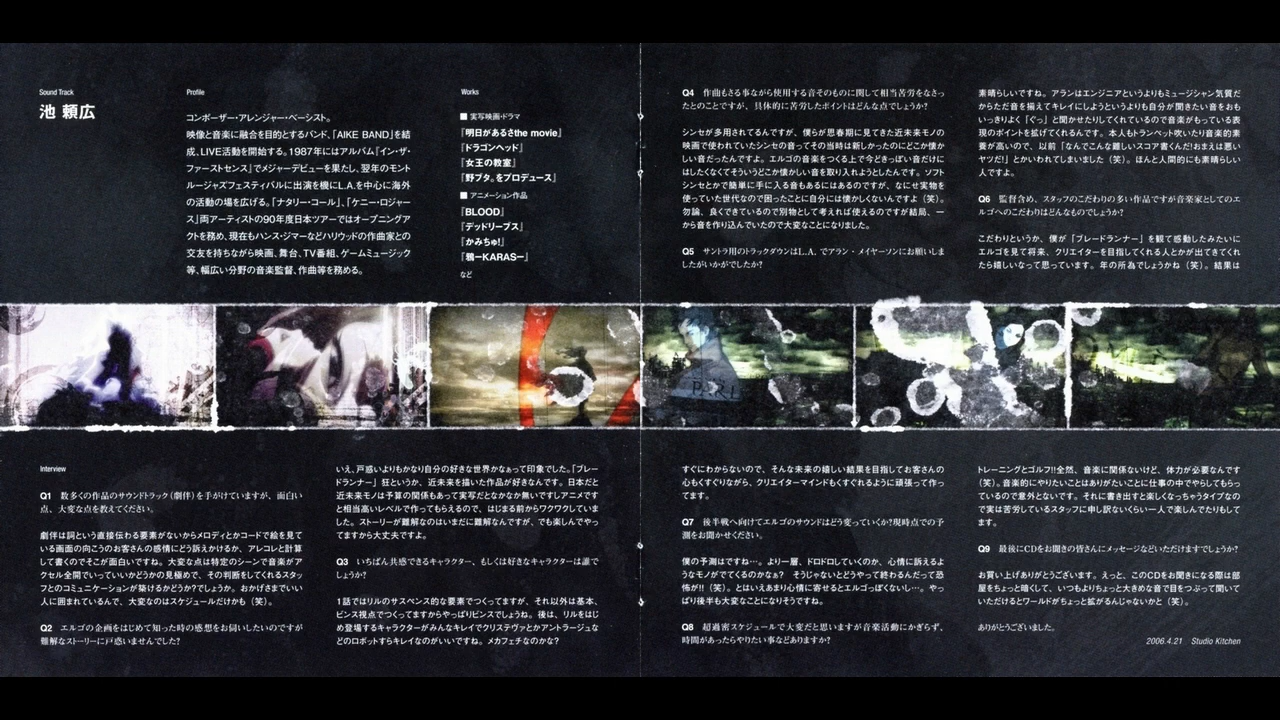 Sound Track
池 頼広
Profile
コンポーザー・アレンジャー・ベーシスト。
映像と音楽に融合を目的とするバンド、「AIKE BAND」を結
成、LIVE活動を開始する。1987年にはアルバム『イン・ザ・
ファーストセンス』でメジャーデビューを果たし、翌年のモント
ルージャズフェスティバルに出演を機にL.A.を中心に海外
の活動の場を広げる。「ナタリー・コール」、「ケニー・ロジャー
ス」両アーティストの90年度日本ツアーではオープニングア
クトを務め、現在もハンス・ジマーなどハリウッドの作曲家との
交友を持ちながら映画、舞台、TV番組、ゲームミュージック
等、幅広い分野の音楽監督、作曲等を務める。
Works
■ 実写映画・ドラマ
『明日があるさthe movie』
『ドラゴンヘッド』
『女王の教室』
『野ブタ。をプロデュース』
■ アニメーション作品
『BLOOD』
『デッドリーブス』
『かみちゅ!』
『鴉ーKARASー』
など
Interview
Q1 数多くの作品のサウンドトラック(劇伴)を手がけていますが、面白い
点、大変な点を教えてください。
劇伴は詞という直接伝わる要素がないからメロディとかコードで絵を見て
いる画面の向こうのお客さんの感情にどう訴えかけるか、アレコレと計算
して書くのでそこが面白いですね。大変な点は特定のシーンで音楽がア
クセル全開でいっていいかどうかの見極めで、その判断をしてくれるスタッ
フとのコミュニケーションが築けるかどうか?でしょうか。おかげさまでいい
人に囲まれているんで、大変なのはスケジュールだけかも(笑)。
Q2 エルゴの企画をはじめて知った時の感想をお伺いしたいのですが
難解なストーリーに戸惑いませんでした?
いえ、戸惑いよりもかなり自分の好きな世界かなぁって印象でした。「ブレー
ドランナー」狂というか、近未来を描いた作品が好きなんです。日本だと
近未来モノは予算の関係もあって実写だとなかなか無いですしアニメです
と相当高いレベルで作ってもらえるので、はじまる前からワクワクしていま
した。ストーリーが難解なのはいまだに難解なんですが、でも楽しんでやっ
てますから大丈夫ですよ。
Q3 いちばん共感できるキャラクター、もしくは好きなキャラクターは誰で
しょうか?
1話ではリルのサスペンス的な要素でつくってますが、それ以外は基本、
ビンス視点でつくってますからやっぱりビンスでしょうね。後は、リルをはじ
め登場するキャラクターがみんなキレイでクリステヴァとかアントラージュな
どのロボットすらキレイなのがいいですね。メカフェチなのかな?
Q4 作曲もさる事ながら使用する音そのものに関して相当苦労をなさっ
たとのことですが、具体的に苦労したポイントはどんな点でしょうか?
シンセが多用されてるんですが、僕らが思春期に見てきた近未来モノの
映画で使われていたシンセの音ってその当時は新しかったのにどこか懐か
しい音だったんですよ。エルゴの音楽をつくる上で今どきっぽい音だけに
はしたくなくてそういうどこか懐かしい音を取り入れようとしたんです。ソフト
シンセとかで簡単に手に入る音もあるにはあるのですが、なにせ実物を
使っていた世代なので困ったことに自分には懐かしくないんですよ(笑)。
勿論、良くできているので別物として考えれば使えるのですが結局、一
から音を作り込んでいたので大変なことになりました。
Q5 サントラ用のトラックダウンはL.A. でアラン・メイヤーソンにお願いしま
したがいかがでしたか?
素晴らしいですね。アランはエンジニアというよりもミュージシャン気質だ
からただ音を揃えてキレイにしようというよりも自分が聞きたい音をおも
いっきりよく「ぐっ」と聞かせたりしてくれているので音楽がもっている表
現のポイントを拡げてくれるんです。本人もトランペット吹いたり音楽的素
養が高いので、以前「なんでこんな難しいスコア書くんだ!おまえは悪い
ヤツだ!」とかいわれてしまいました(笑)。ほんと人間的にも素晴らしい
人ですよ。
Q6 監督含め、スタッフのこだわりの多い作品ですが音楽家としてのエ
ルゴへのこだわりはどんなものでしょうか?
こだわりというか、僕が「ブレードランナー」を観て感動したみたいに
エルゴを見て将来、クリエイターを目指してくれる人とかが出てきてくれ
たら嬉しいなって思っています。年の所為でしょうかね(笑)。結果は
すぐにわからないので、そんな未来の嬉しい結果を目指してお客さんの
心もくすぐりながら、クリエイターマインドもくすぐれるように頑張って作っ
てます。
Q7 後半戦へ向けてエルゴのサウンドはどう変っていくか?現時点での予
測をお聞かせください。
僕の予測はですね…。より一層、ドロドロしていくのか、心情に訴えるよ
うなモノがでてくるのかなぁ? そうじゃないとどうやって終わるんだって恐
怖が!!(笑)。とはいえあまり心情に寄せるとエルゴっぽくないし…。やっ
ぱり後半も大変なことになりそうですね。
Q8 超過密スケジュールで大変だと思いますが音楽活動にかぎらず、
時間があったらやりたい事などありますか?
トレーニングとゴルフ!!全然、音楽に関係ないけど、体力が必要なんです
(笑)。音楽的にやりたいことはありがたいことに仕事の中でやらしてもらっ
ているので意外とないです。それに書き出すと楽しくなっちゃうタイプなの
で実は苦労しているスタッフに申し訳ないくらい一人で楽しんでたりもして
ます。
Q9 最後にCDをお聞きの皆さんにメッセージなどいただけますでしょうか?
お買い上げありがとうございます。えっと、このCDをお聞きになる際は部
屋をちょっと暗くして、いつもよりちょっと大きな音で目をつぶって聞いて
いただけるとワールドがちょっと拡がるんじゃないかと(笑)。
ありがとうございました。
2006.4.21 Studio Kitchen